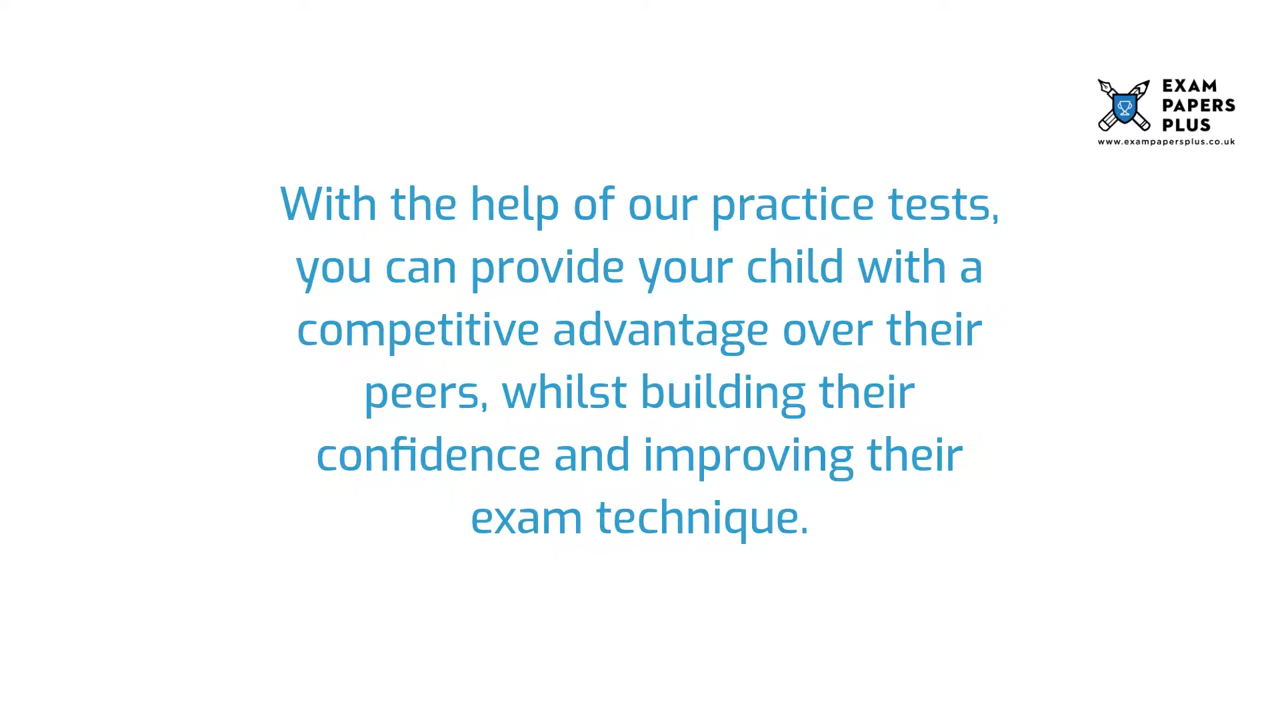 EXAM
PAPERS
PLUS
www.exampapersplus.co.uk
With the help of our practice tests,
you can provide your child with a
competitive advantage over their
peers, whilst building their
confidence and improving their
exam technique.